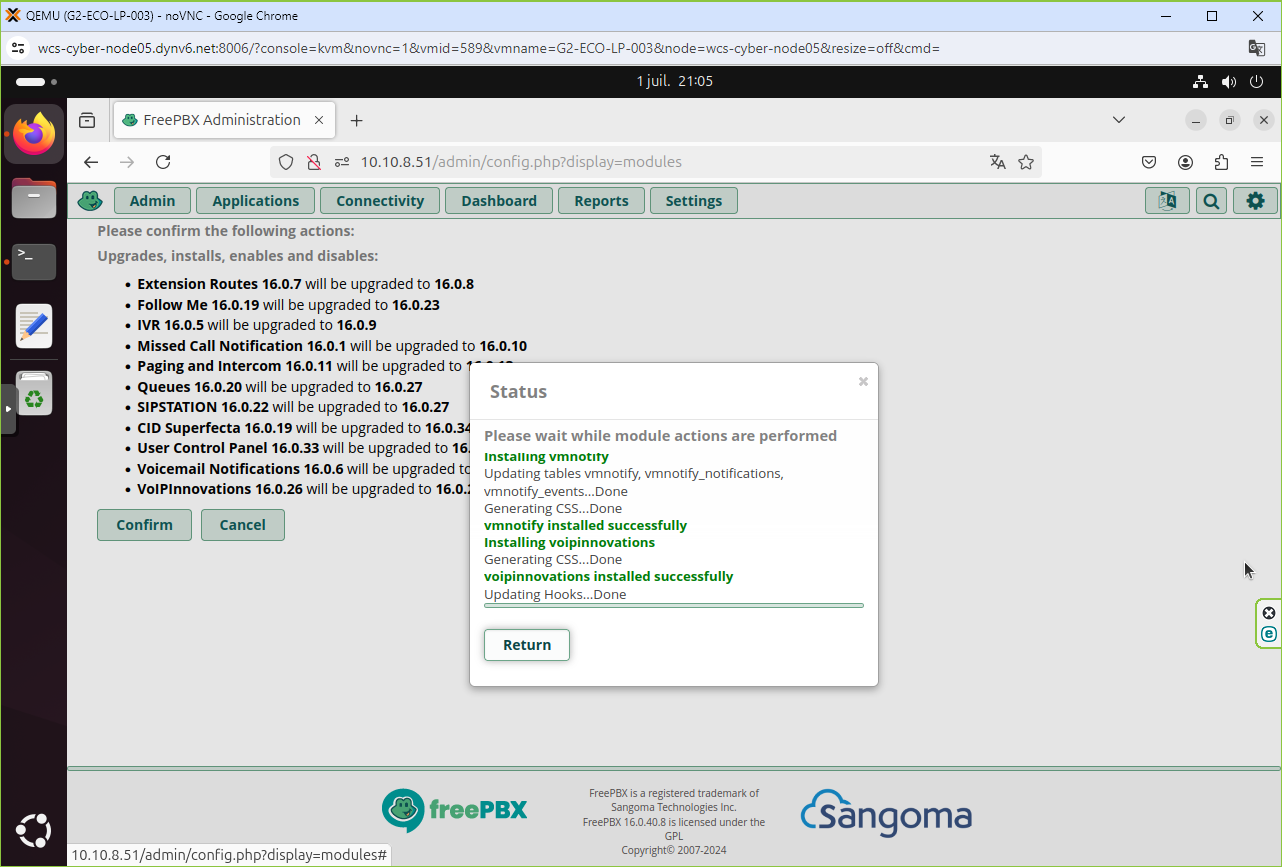 QEMU (G2-ECO-LP-003) - noVNC - Google Chrome
wcs-cyber-node05.dynv6.net:8006/?console=kvm&novnc=1&vmid=589&vmname=G2-ECO-LP-003&node=wcs-cyber-node05&resize=off&cmd=
1 juil. 21:05
FreePBX Administration
10.10.8.51/admin/config.php?display=modules
Admin Applications Connectivity Dashboard Reports Settings
Please confirm the following actions:
Upgrades, installs, enables and disables:
• Extension Routes 16.0.7 will be upgraded to 16.0.8
• Follow Me 16.0.19 will be upgraded to 16.0.23
• IVR 16.0.5 will be upgraded to 16.0.9
• Missed Call Notification 16.0.1 will be upgraded to 16.0.10
• Paging and Intercom 16.0.11 will be upgraded to
• Queues 16.0.20 will be upgraded to 16.0.27
• SIPSTATION 16.0.22 will be upgraded to 16.0.27
• CID Superfecta 16.0.19 will be upgraded to 16.0.34
• User Control Panel 16.0.33 will be upgraded to 16.
• Voicemail Notifications 16.0.6 will be upgraded to
• VoIPInnovations 16.0.26 will be upgraded to 16.0.
Confirm Cancel
Status
Please wait while module actions are performed
Installing vmnotify
Updating tables vmnotify, vmnotify_notifications,
vmnotify_events...Done
Generating CSS...Done
vmnotify installed successfully
Installing voipinnovations
Generating CSS...Done
voipinnovations installed successfully
Updating Hooks...Done
Return
freePBX
FreePBX is a registered trademark of
Sangoma Technologies Inc.
FreePBX 16.0.40.8 is licensed under the
GPL
Copyright© 2007-2024
Sangoma
10.10.8.51/admin/config.php?display=modules#